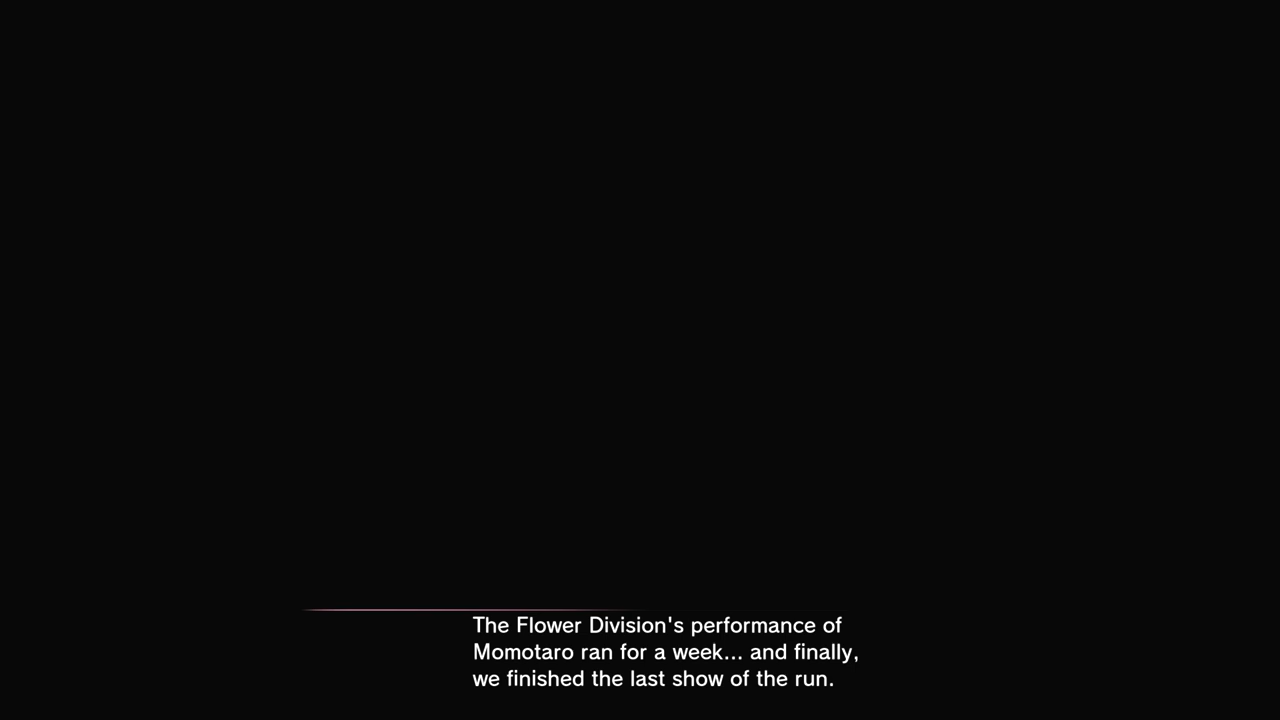 The Flower Division's performance of
Momotaro ran for a week... and finally,
we finished the last show of the run.